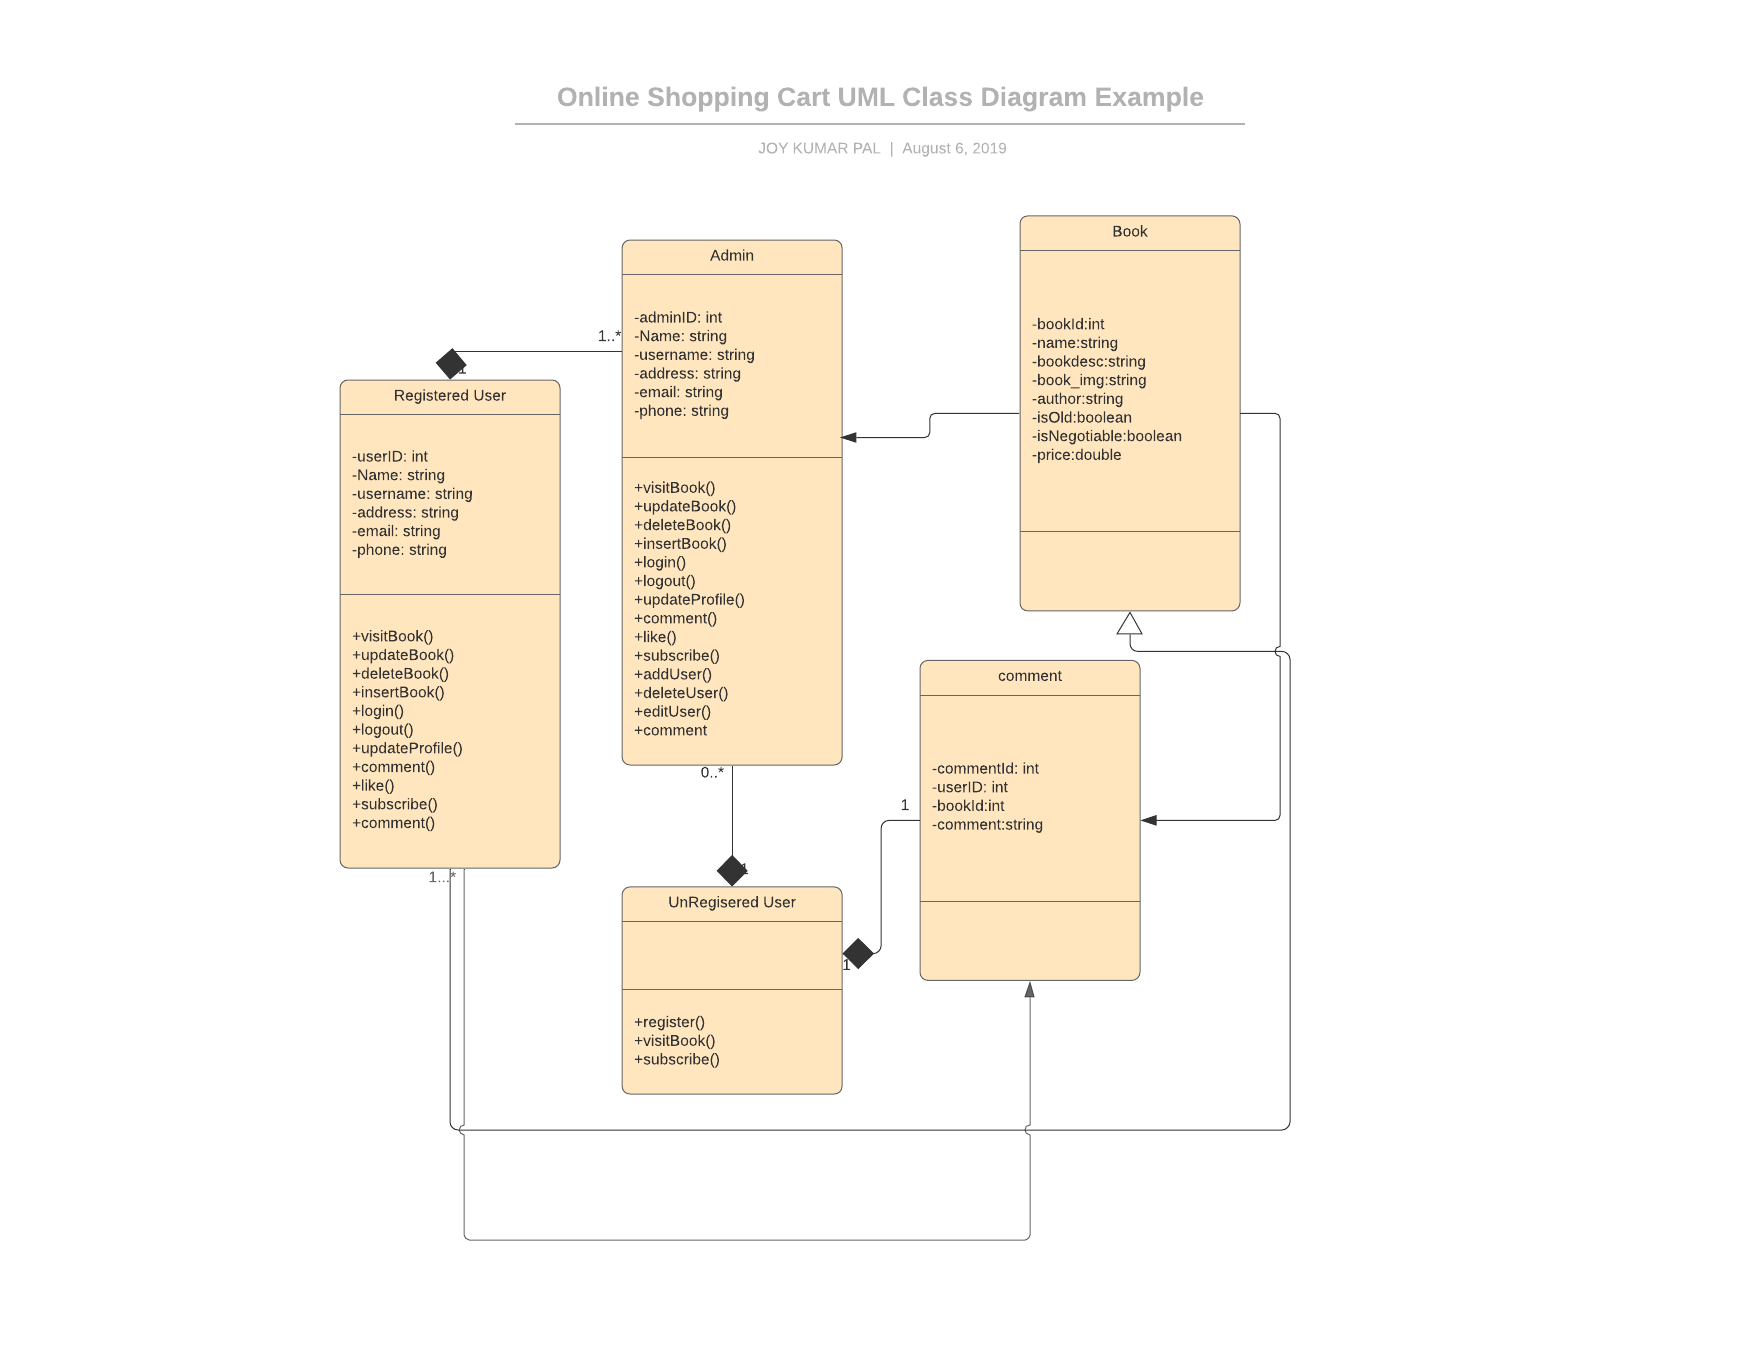 Online Shopping Cart UML Class Diagram Example
JOY KUMAR PAL | August 6, 2019
Registered User
-userID: int
-Name: string
-username: string
-address: string
-email: string
-phone: string
+visitBook()
+updateBook()
+deleteBook()
+insertBook()
+login()
+logout()
+updateProfile()
+comment()
+like()
+subscribe()
+comment()
1...*
1
1..*
Admin
-adminID: int
-Name: string
-username: string
-address: string
-email: string
-phone: string
+visitBook()
+updateBook()
+deleteBook()
+insertBook()
+login()
+logout()
+updateProfile()
+comment()
+like()
+subscribe()
+addUser()
+deleteUser()
+editUser()
+comment
0..*
1
UnRegisered User
+register()
+visitBook()
+subscribe()
1
1
Book
-bookId:int
-name:string
-bookdesc:string
-book_img:string
-author:string
-isOld:boolean
-isNegotiable:boolean
-price:double
comment
-commentId: int
-userID: int
-bookId:int
-comment:string